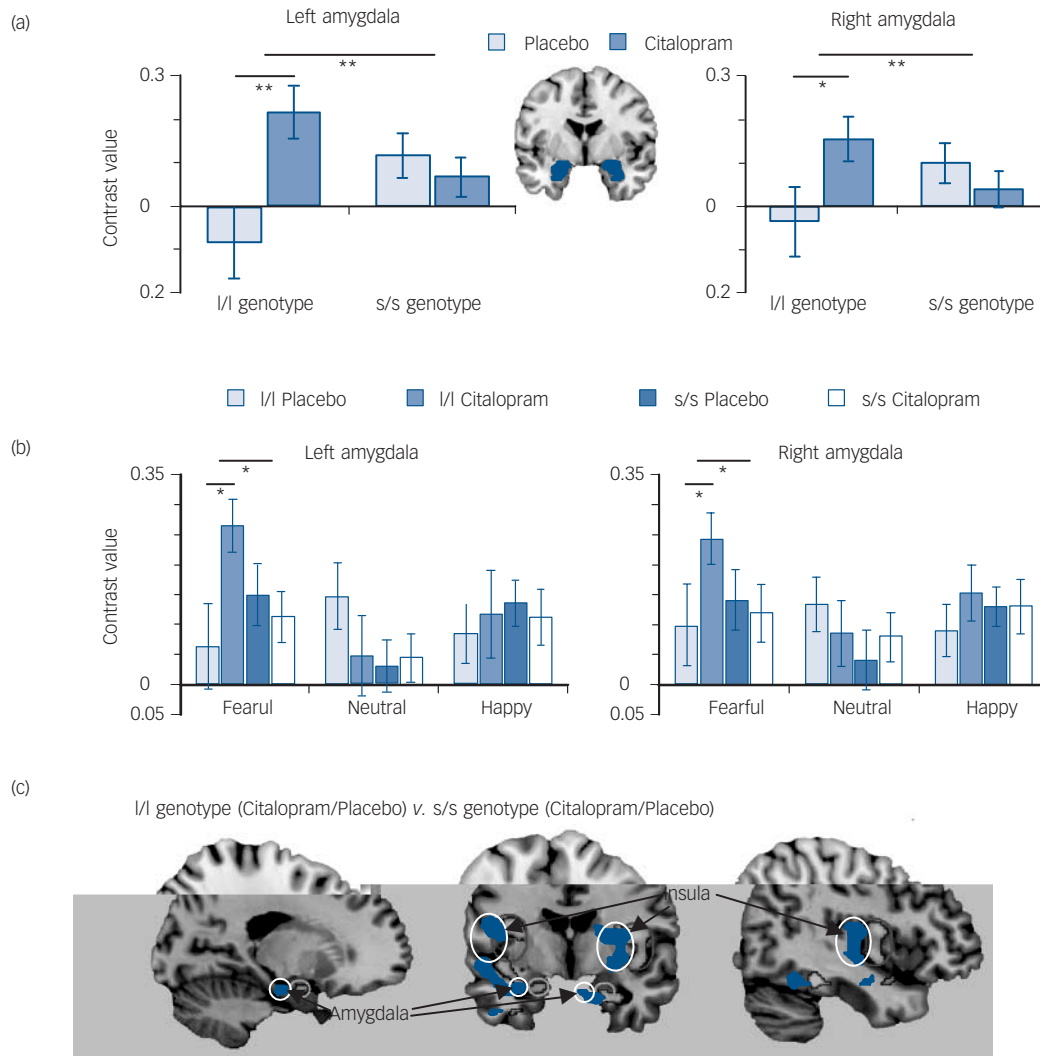 (a)
Left amygdala
Placebo Citalopram
Right amygdala
**
**
**
*
0.3
0
0.2
Contrast value
l/l genotype s/s genotype
0.3
0
0.2
l/l genotype s/s genotype
l/l Placebo l/l Citalopram s/s Placebo s/s Citalopram
(b)
Left amygdala
Right amygdala
*
*
*
*
0.35
0
0.05
Contrast value
Fearul Neutral Happy
0.35
0
0.05
Fearful Neutral Happy
(c)
l/l genotype (Citalopram/Placebo) v. s/s genotype (Citalopram/Placebo)
Insula
Amygdala